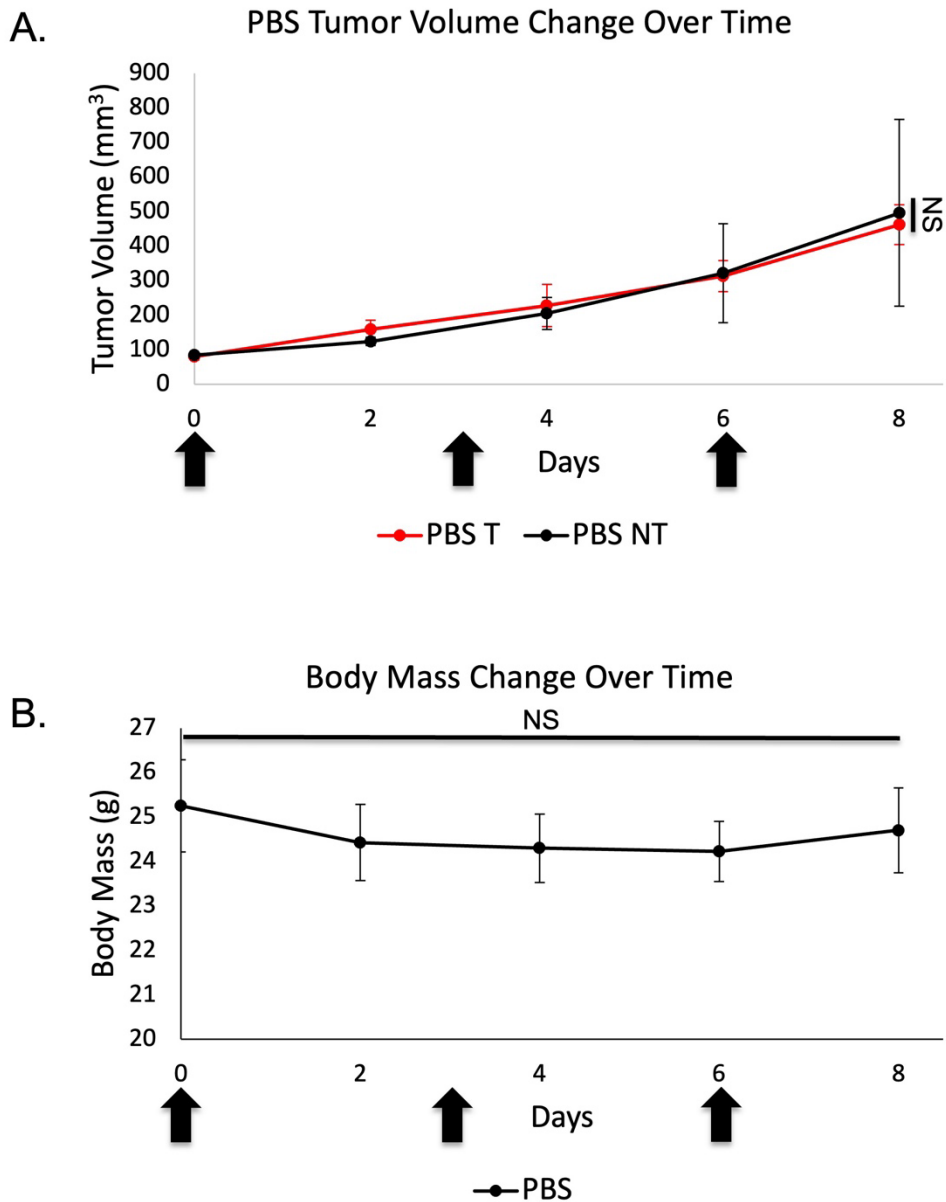 A.
PBS Tumor Volume Change Over Time
Tumor Volume (mm³)
900
800
700
600
500
400
300
200
100
0
NS
0 2 4 6 8
Days
PBS T PBS NT
B.
Body Mass Change Over Time
NS
Body Mass (g)
27
26
25
24
23
22
21
20
0 2 4 6 8
Days
PBS